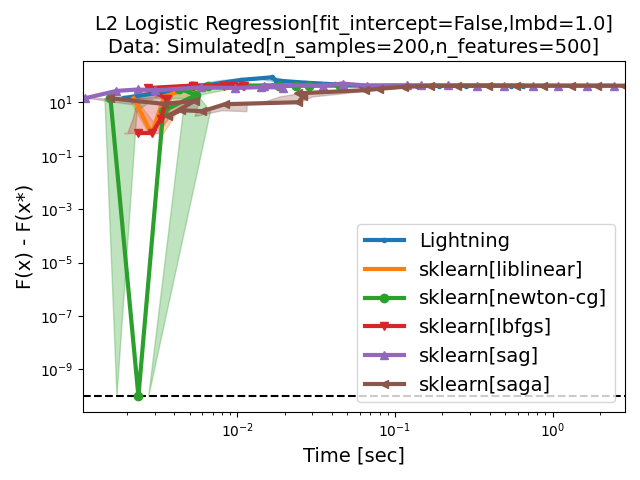 L2 Logistic Regression[fit_intercept=False,lmbd=1.0]
Data: Simulated[n_samples=200,n_features=500]
F(x) - F(x*)
10^1
10^-1
10^-3
10^-5
10^-7
10^-9
Lightning
sklearn[liblinear]
sklearn[newton-cg]
sklearn[lbfgs]
sklearn[sag]
sklearn[saga]
10^-2
10^-1
10^0
Time [sec]